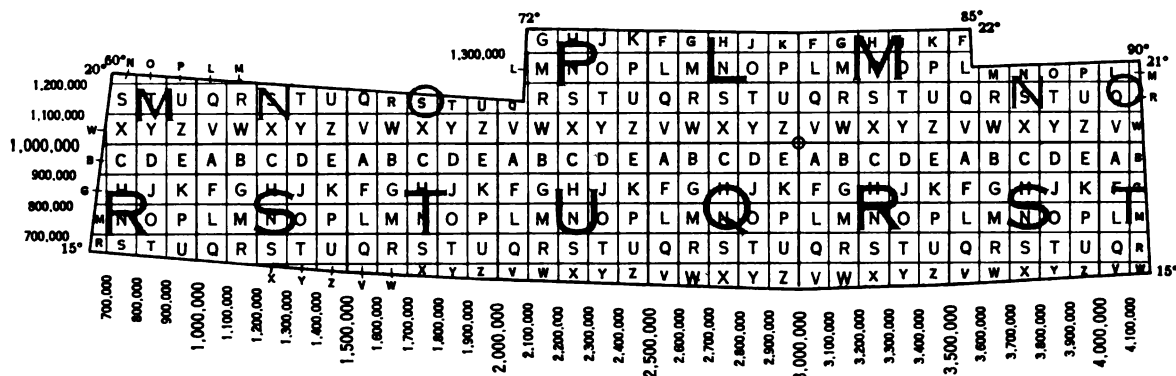 72° 85°
22°
G H J K F G H J K F G H J K F
P L M
1,300,000
60° N O P L M
L M N O P L M N O P L M N O P L M N O P L M
90°
21°
20°
1,200,000
S T U Q R S T U Q R S T U Q R S T U Q R S T U Q R S T U Q R S T U Q R
M N O N O
1,100,000
W X Y Z V W X Y Z V W X Y Z V W X Y Z V W X Y Z V W X Y Z V W X Y Z V W
1,000,000
B C D E A B C D E A B C D E A B C D E A B C D E A B C D E A B C D E A B
900,000
G H J K F G H J K F G H J K F G H J K F G H J K F G H J K F G H J K F G
800,000
R S T U Q R S T
M N O P L M N O P L M N O P L M N O P L M N O P L M N O P L M N O P L M
700,000
R S T U Q R S T U Q R S T U Q R S T U Q R S T U Q R S T U Q R S T U Q R
15° 15°
X Y Z V W X Y Z V W X Y Z V W X Y Z V W X Y Z V W X Y Z V W
700,000 800,000 900,000 1,000,000 1,100,000 1,200,000 1,300,000 1,400,000 1,500,000 1,600,000 1,700,000 1,800,000 1,900,000 2,000,000 2,100,000 2,200,000 2,300,000 2,400,000 2,500,000 2,600,000 2,700,000 2,800,000 2,900,000 3,000,000 3,100,000 3,200,000 3,300,000 3,400,000 3,500,000 3,600,000 3,700,000 3,800,000 3,900,000 4,000,000 4,100,000